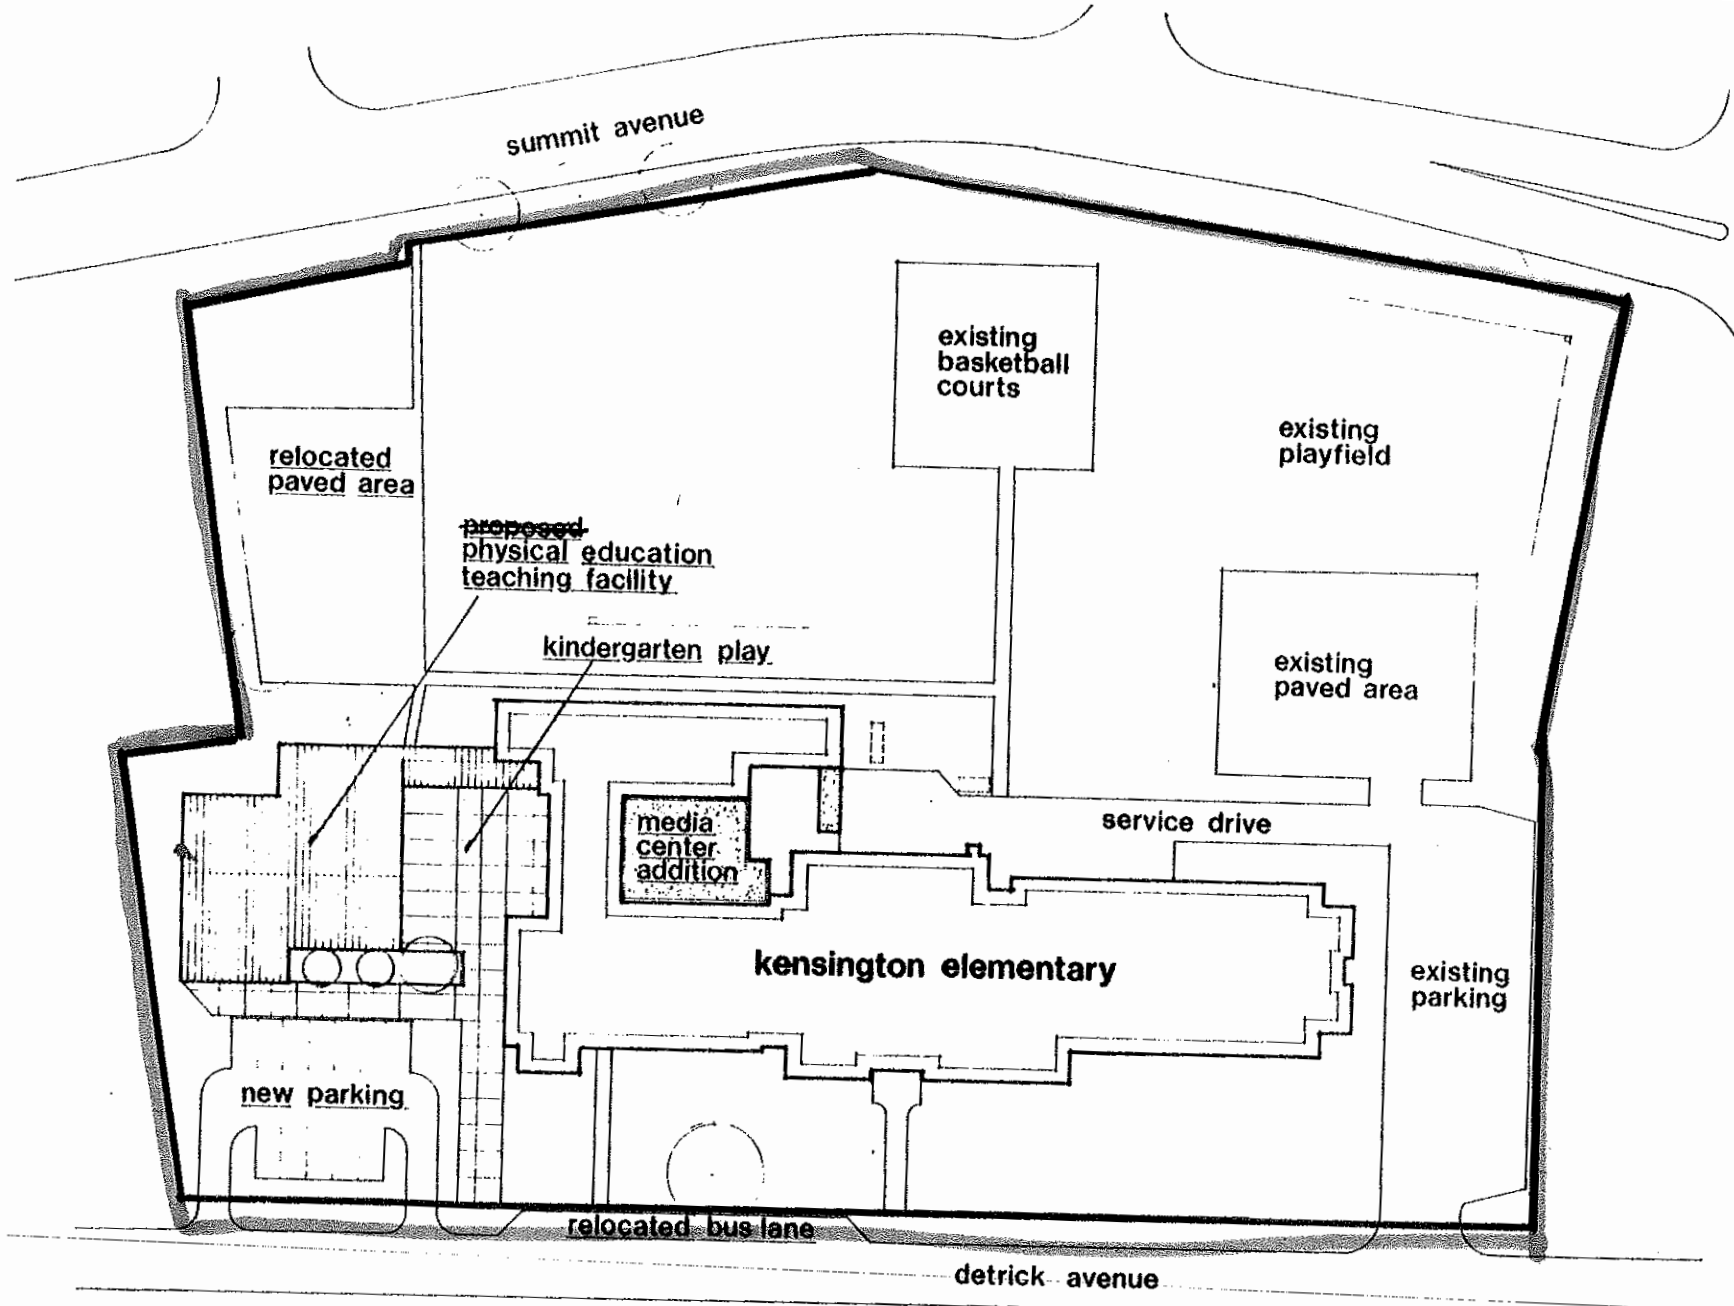 summit avenue
existing
basketball
courts
existing
playfield
relocated
paved area
proposed
physical education
teaching facility
kindergarten play
existing
paved area
media
center
addition
service drive
kensington elementary
existing
parking
new parking
relocated bus lane
detrick avenue